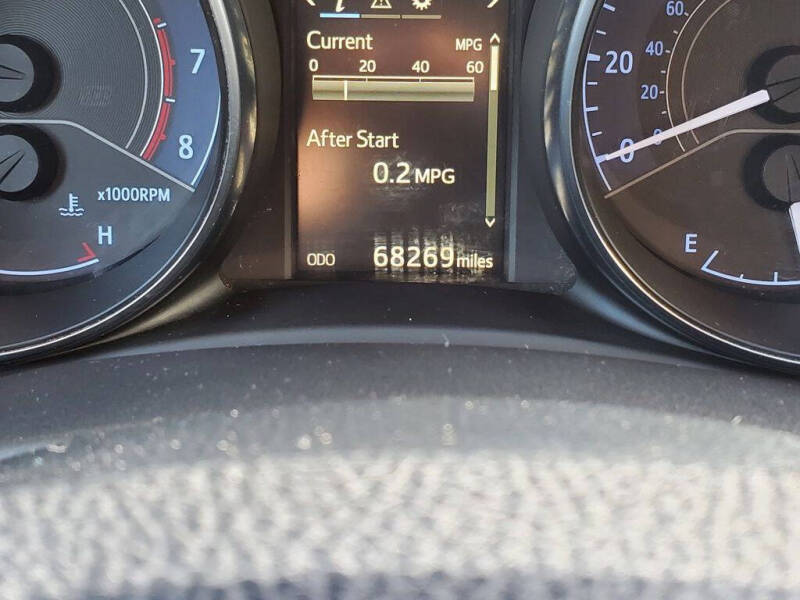 i
Current MPG
0 20 40 60
After Start
0.2 MPG
ODO 68269 miles
7
8
x1000RPM
H
60
40
20
0
20
0
E